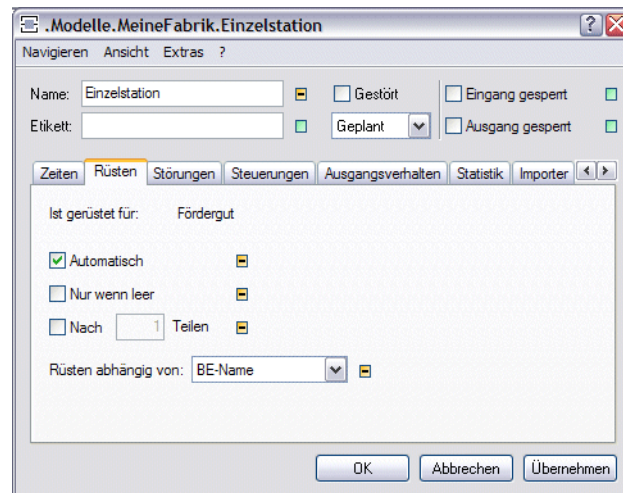 .Modelle.MeineFabrik.Einzelstation
Navigieren Ansicht Extras ?
Name: Einzelstation Gestört Eingang gesperrt
Etikett: Geplant Ausgang gesperrt
Zeiten Rüsten Störungen Steuerungen Ausgangsverhalten Statistik Importer
Ist gerüstet für: Fördergut
Automatisch
Nur wenn leer
Nach 1 Teilen
Rüsten abhängig von: BE-Name
OK Abbrechen Übernehmen